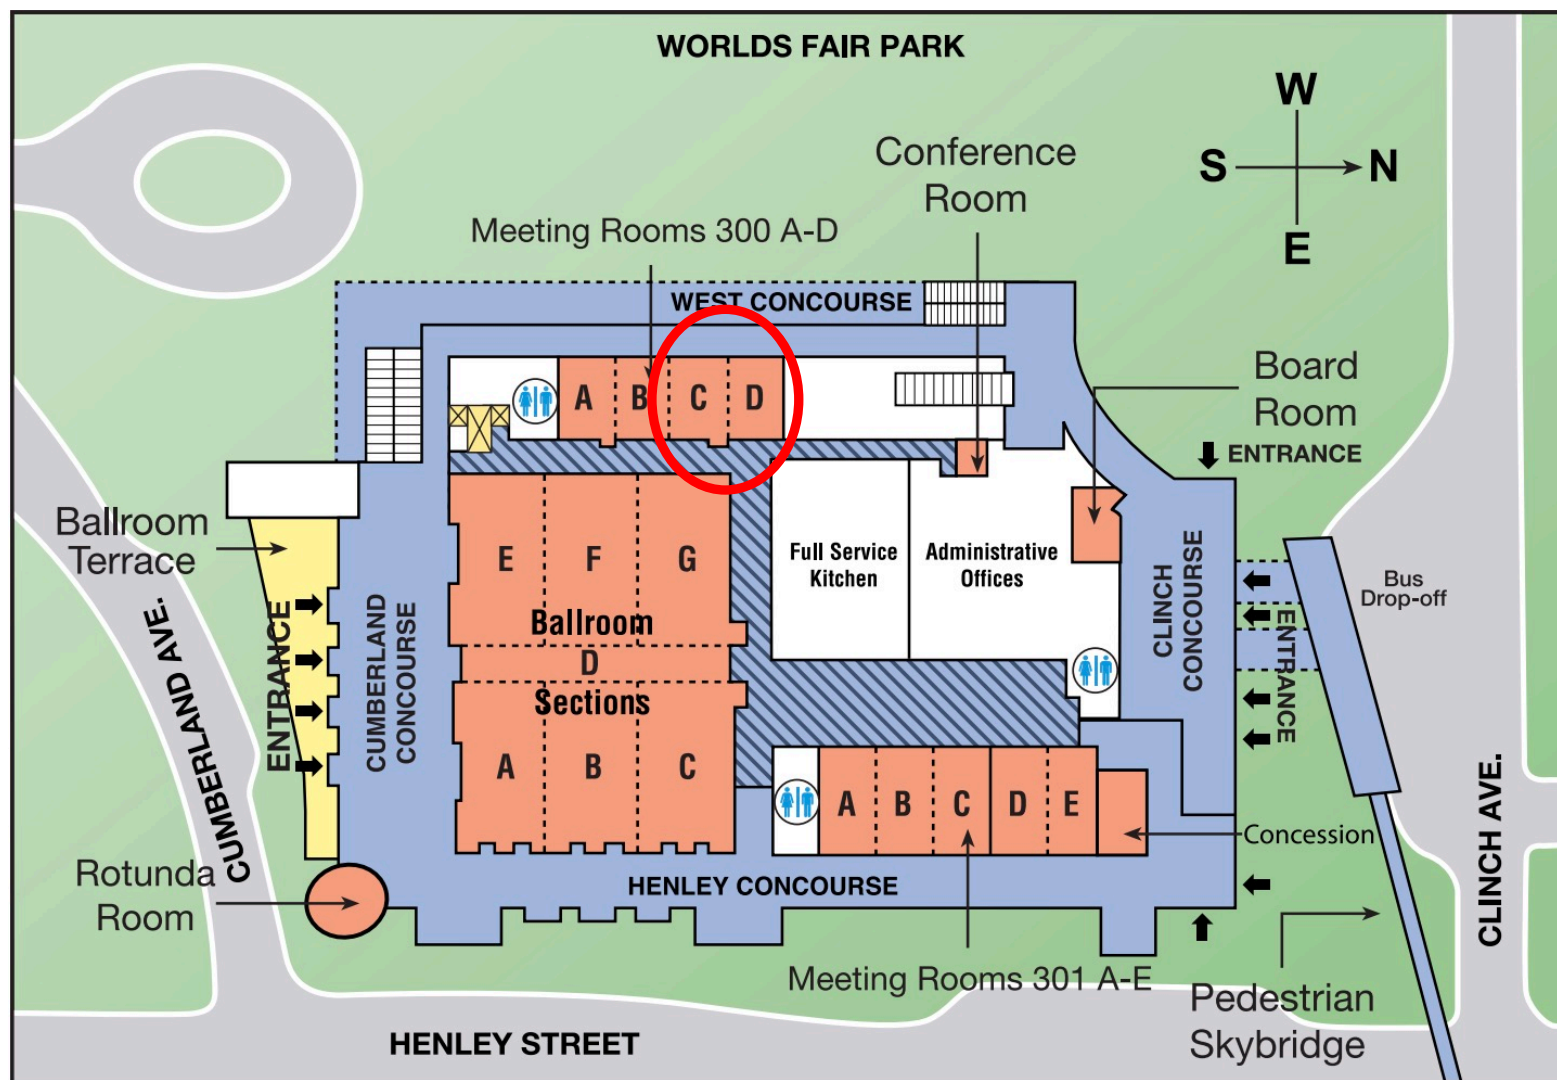 WORLDS FAIR PARK
W
S
N
E
Conference
Room
Meeting Rooms 300 A-D
WEST CONCOURSE
A
B
C
D
Board
Room
ENTRANCE
Ballroom
Terrace
E
F
G
Full Service
Kitchen
Administrative
Offices
CLINCH
CONCOURSE
Bus
Drop-off
ENTRANCE
CUMBERLAND AVE.
ENTRANCE
CUMBERLAND
CONCOURSE
Ballroom
D
Sections
A
B
C
A
B
C
D
E
Concession
CLINCH AVE.
Rotunda
Room
HENLEY CONCOURSE
Meeting Rooms 301 A-E
Pedestrian
Skybridge
HENLEY STREET